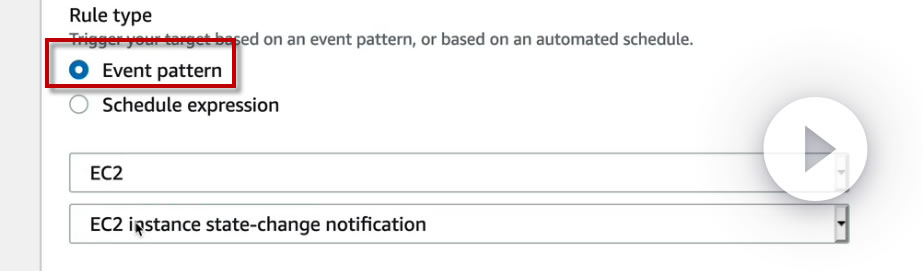 Rule type
Trigger your target based on an event pattern, or based on an automated schedule.
Event pattern
Schedule expression
EC2
EC2 instance state-change notification